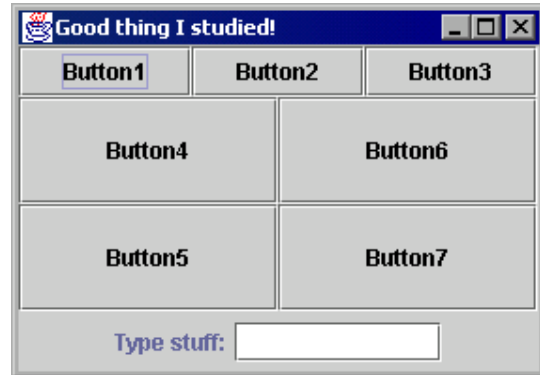 Good thing I studied!
Button1 Button2 Button3
Button4 Button6
Button5 Button7
Type stuff: